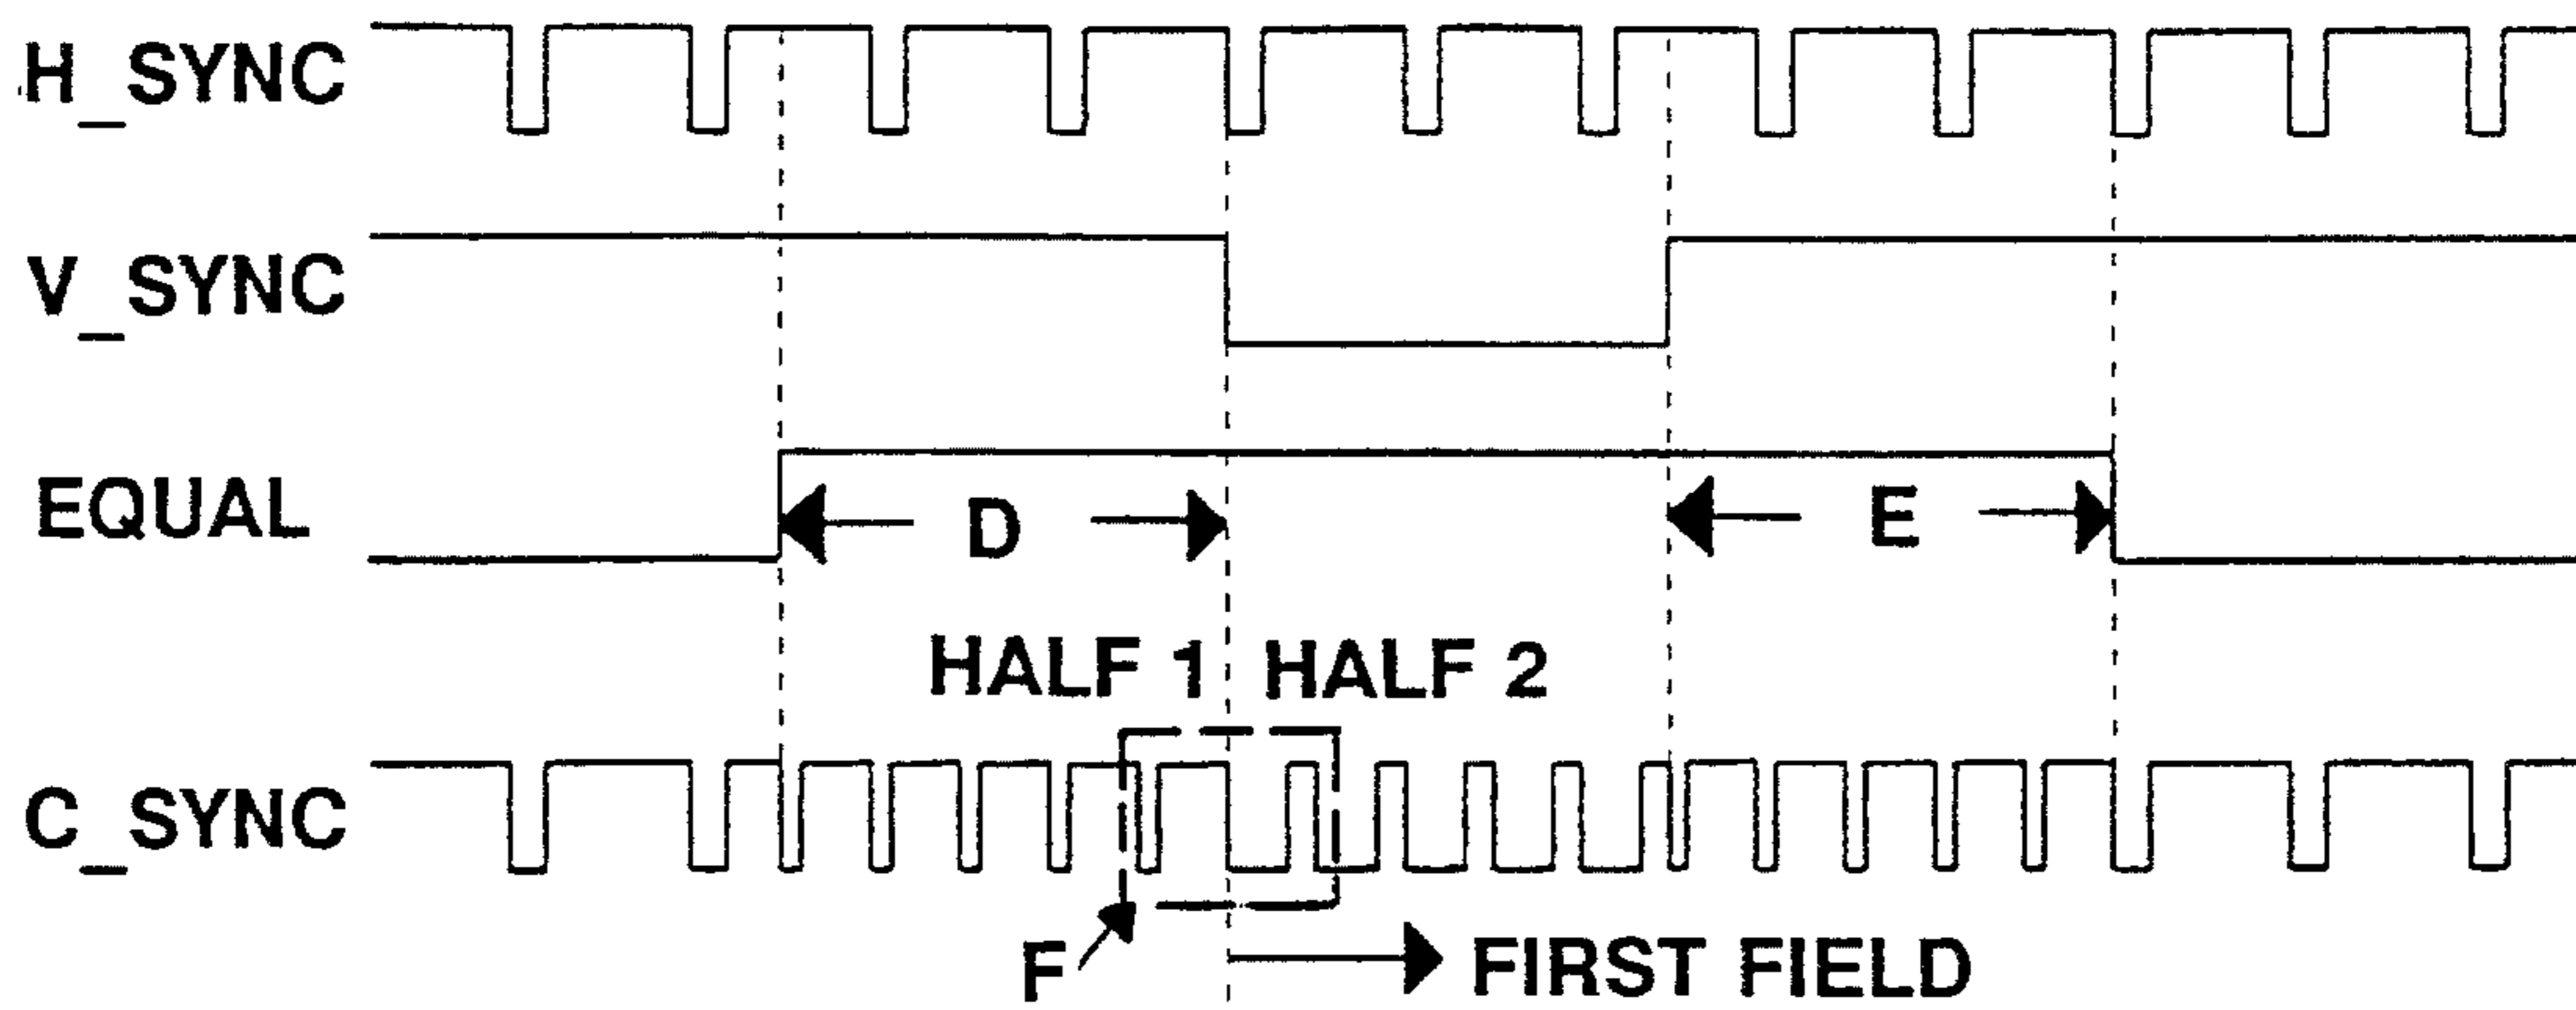 H_SYNC
V_SYNC
EQUAL
D
E
HALF 1 HALF 2
C_SYNC
F
FIRST FIELD